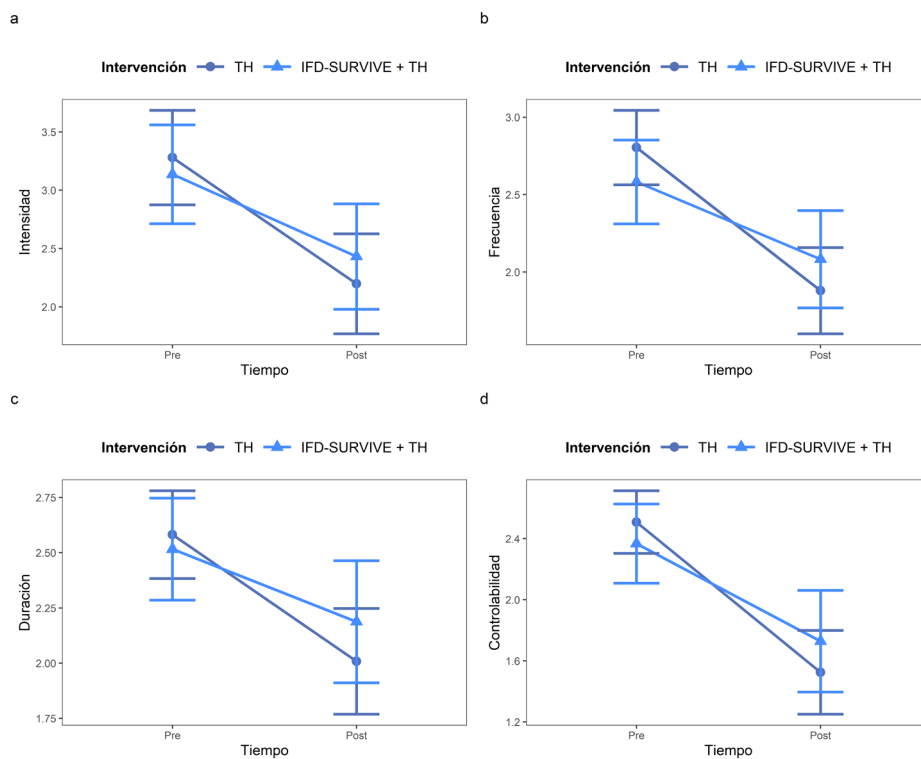 a
Intervención TH IFD-SURVIVE + TH
3.5
3.0
2.5
2.0
Intensidad
Pre Post
Tiempo
b
Intervención TH IFD-SURVIVE + TH
3.0
2.5
2.0
Frecuencia
Pre Post
Tiempo
c
Intervención TH IFD-SURVIVE + TH
2.75
2.50
2.25
2.00
1.75
Duración
Pre Post
Tiempo
d
Intervención TH IFD-SURVIVE + TH
2.4
2.0
1.6
1.2
Controlabilidad
Pre Post
Tiempo